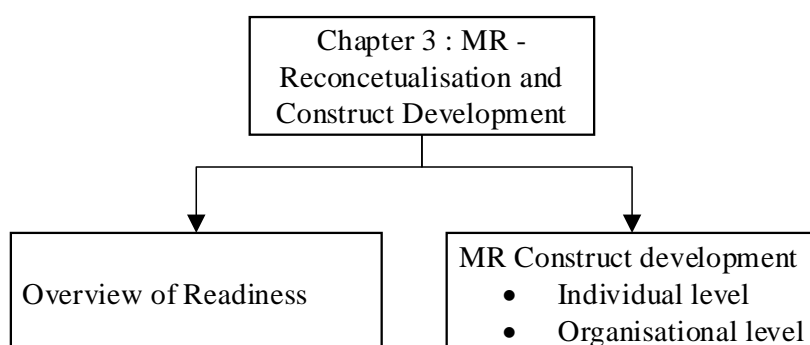 Chapter 3 : MR -
Reconcetualisation and
Construct Development
Overview of Readiness
MR Construct development
• Individual level
• Organisational level